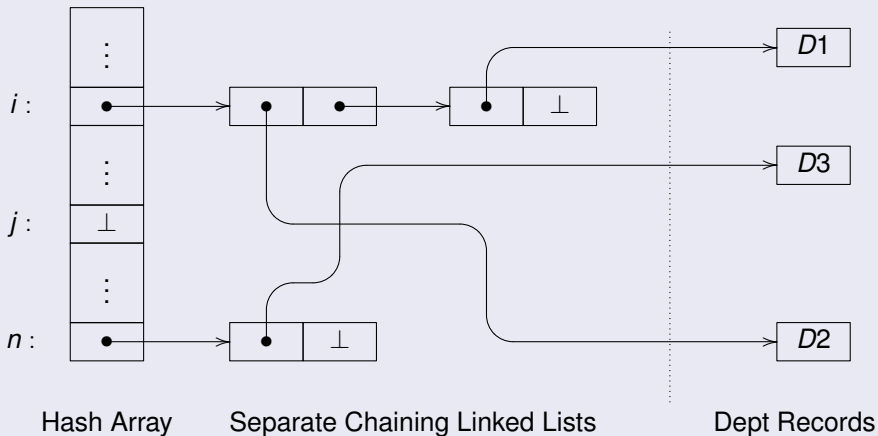 ⋮
D1
i :
⊥
⋮
D3
j :
⊥
⋮
n :
⊥
D2
Hash Array Separate Chaining Linked Lists Dept Records